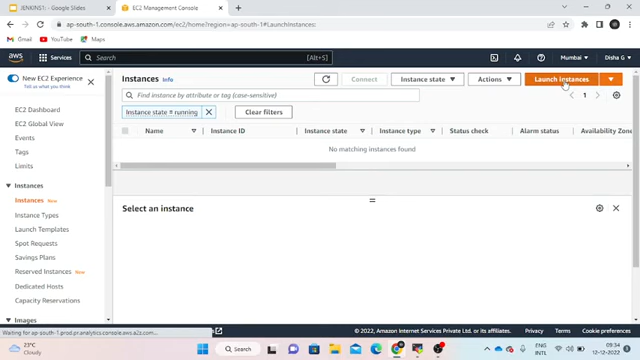 JENKINS1 - Google Slides
EC2 Management Console
ap-south-1.console.aws.amazon.com/ec2/home?region=ap-south-1#LaunchInstances:
Gmail YouTube Maps
aws Services Search [Alt+S] Mumbai Disha G
New EC2 Experience
Tell us what you think
EC2 Dashboard
EC2 Global View
Events
Tags
Limits
Instances
Instances New
Instance Types
Launch Templates
Spot Requests
Savings Plans
Reserved Instances New
Dedicated Hosts
Capacity Reservations
Images
Instances Info
Connect Instance state Actions Launch instances
Find instance by attribute or tag (case-sensitive)
1
Instance state = running Clear filters
Name Instance ID Instance state Instance type Status check Alarm status Availability Zone
No matching instances found
Select an instance
Waiting for ap-south-1.prod.pr.analytics.console.aws.a2z.com...
© 2022, Amazon Internet Services Private Ltd. or its affiliates. Privacy Terms Cookie preferences
23°C
Cloudy
Search
ENG
INTL
09:34
12-12-2022